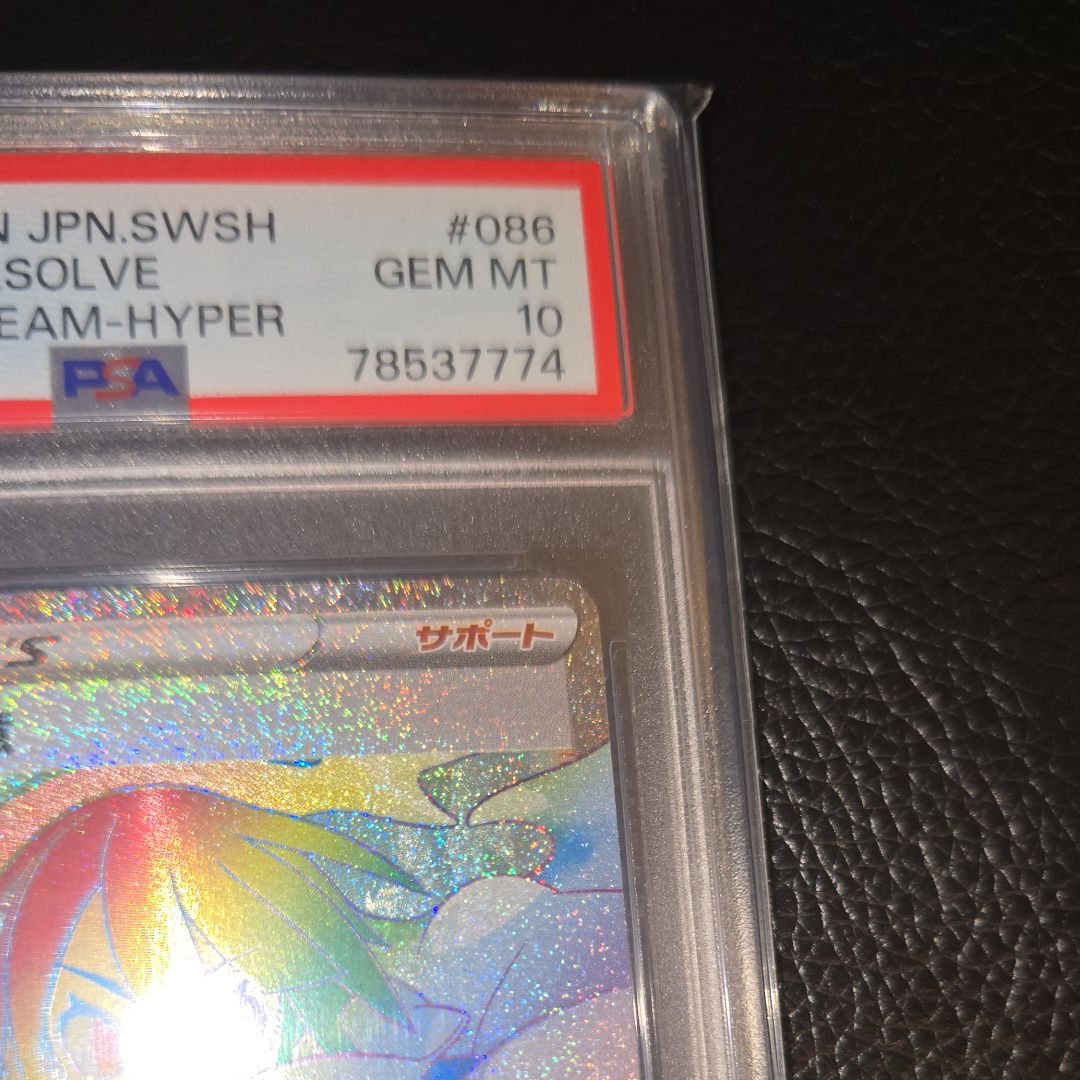 N JPN.SWSH #086
SOLVE GEM MT
EAM-HYPER 10
PSA 78537774
S サポート